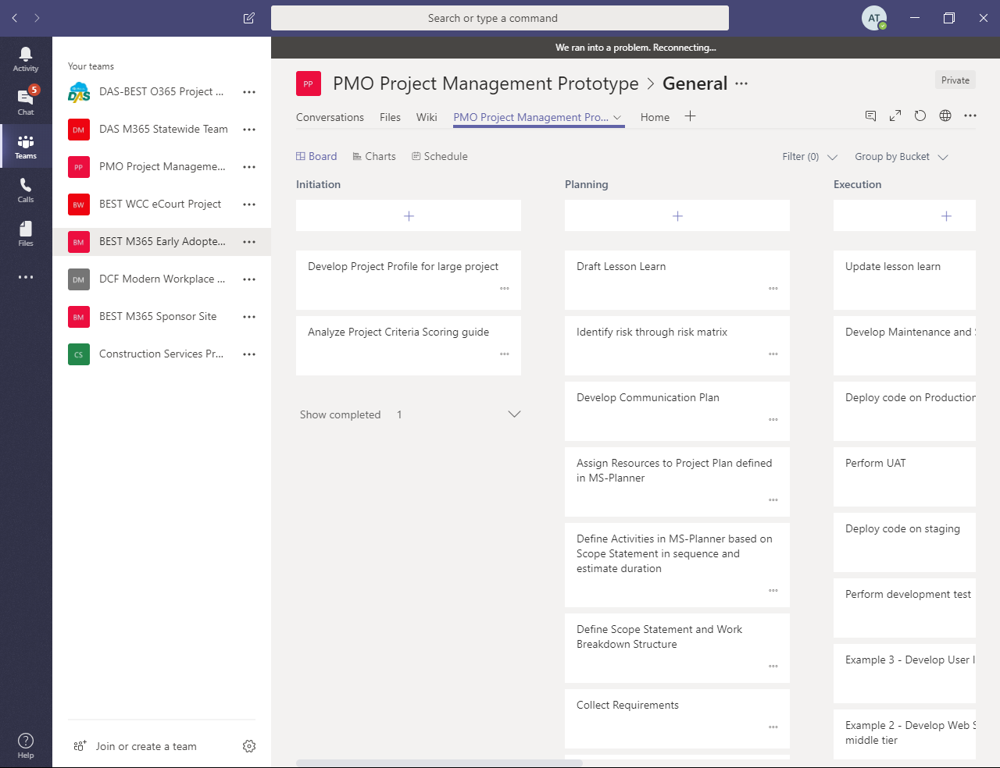 Search or type a command
AT
We ran into a problem. Reconnecting...
Activity
5
Chat
Teams
Calls
Files
Help
Your teams
DAS
DAS-BEST O365 Project ...
DM
DAS M365 Statewide Team
PP
PMO Project Manageme...
BW
BEST WCC eCourt Project
BM
BEST M365 Early Adopte...
DM
DCF Modern Workplace ...
BM
BEST M365 Sponsor Site
CS
Construction Services Pr...
Join or create a team
PP
PMO Project Management Prototype > General ...
Private
Conversations Files Wiki PMO Project Management Pro... Home
Board Charts Schedule
Filter (0) Group by Bucket
Initiation
Develop Project Profile for large project
Analyze Project Criteria Scoring guide
Show completed 1
Planning
Draft Lesson Learn
Identify risk through risk matrix
Develop Communication Plan
Assign Resources to Project Plan defined
in MS-Planner
Define Activities in MS-Planner based on
Scope Statement in sequence and
estimate duration
Define Scope Statement and Work
Breakdown Structure
Collect Requirements
Execution
Update lesson learn
Develop Maintenance and
Deploy code on Production
Perform UAT
Deploy code on staging
Perform development test
Example 3 - Develop User
Example 2 - Develop Web
middle tier